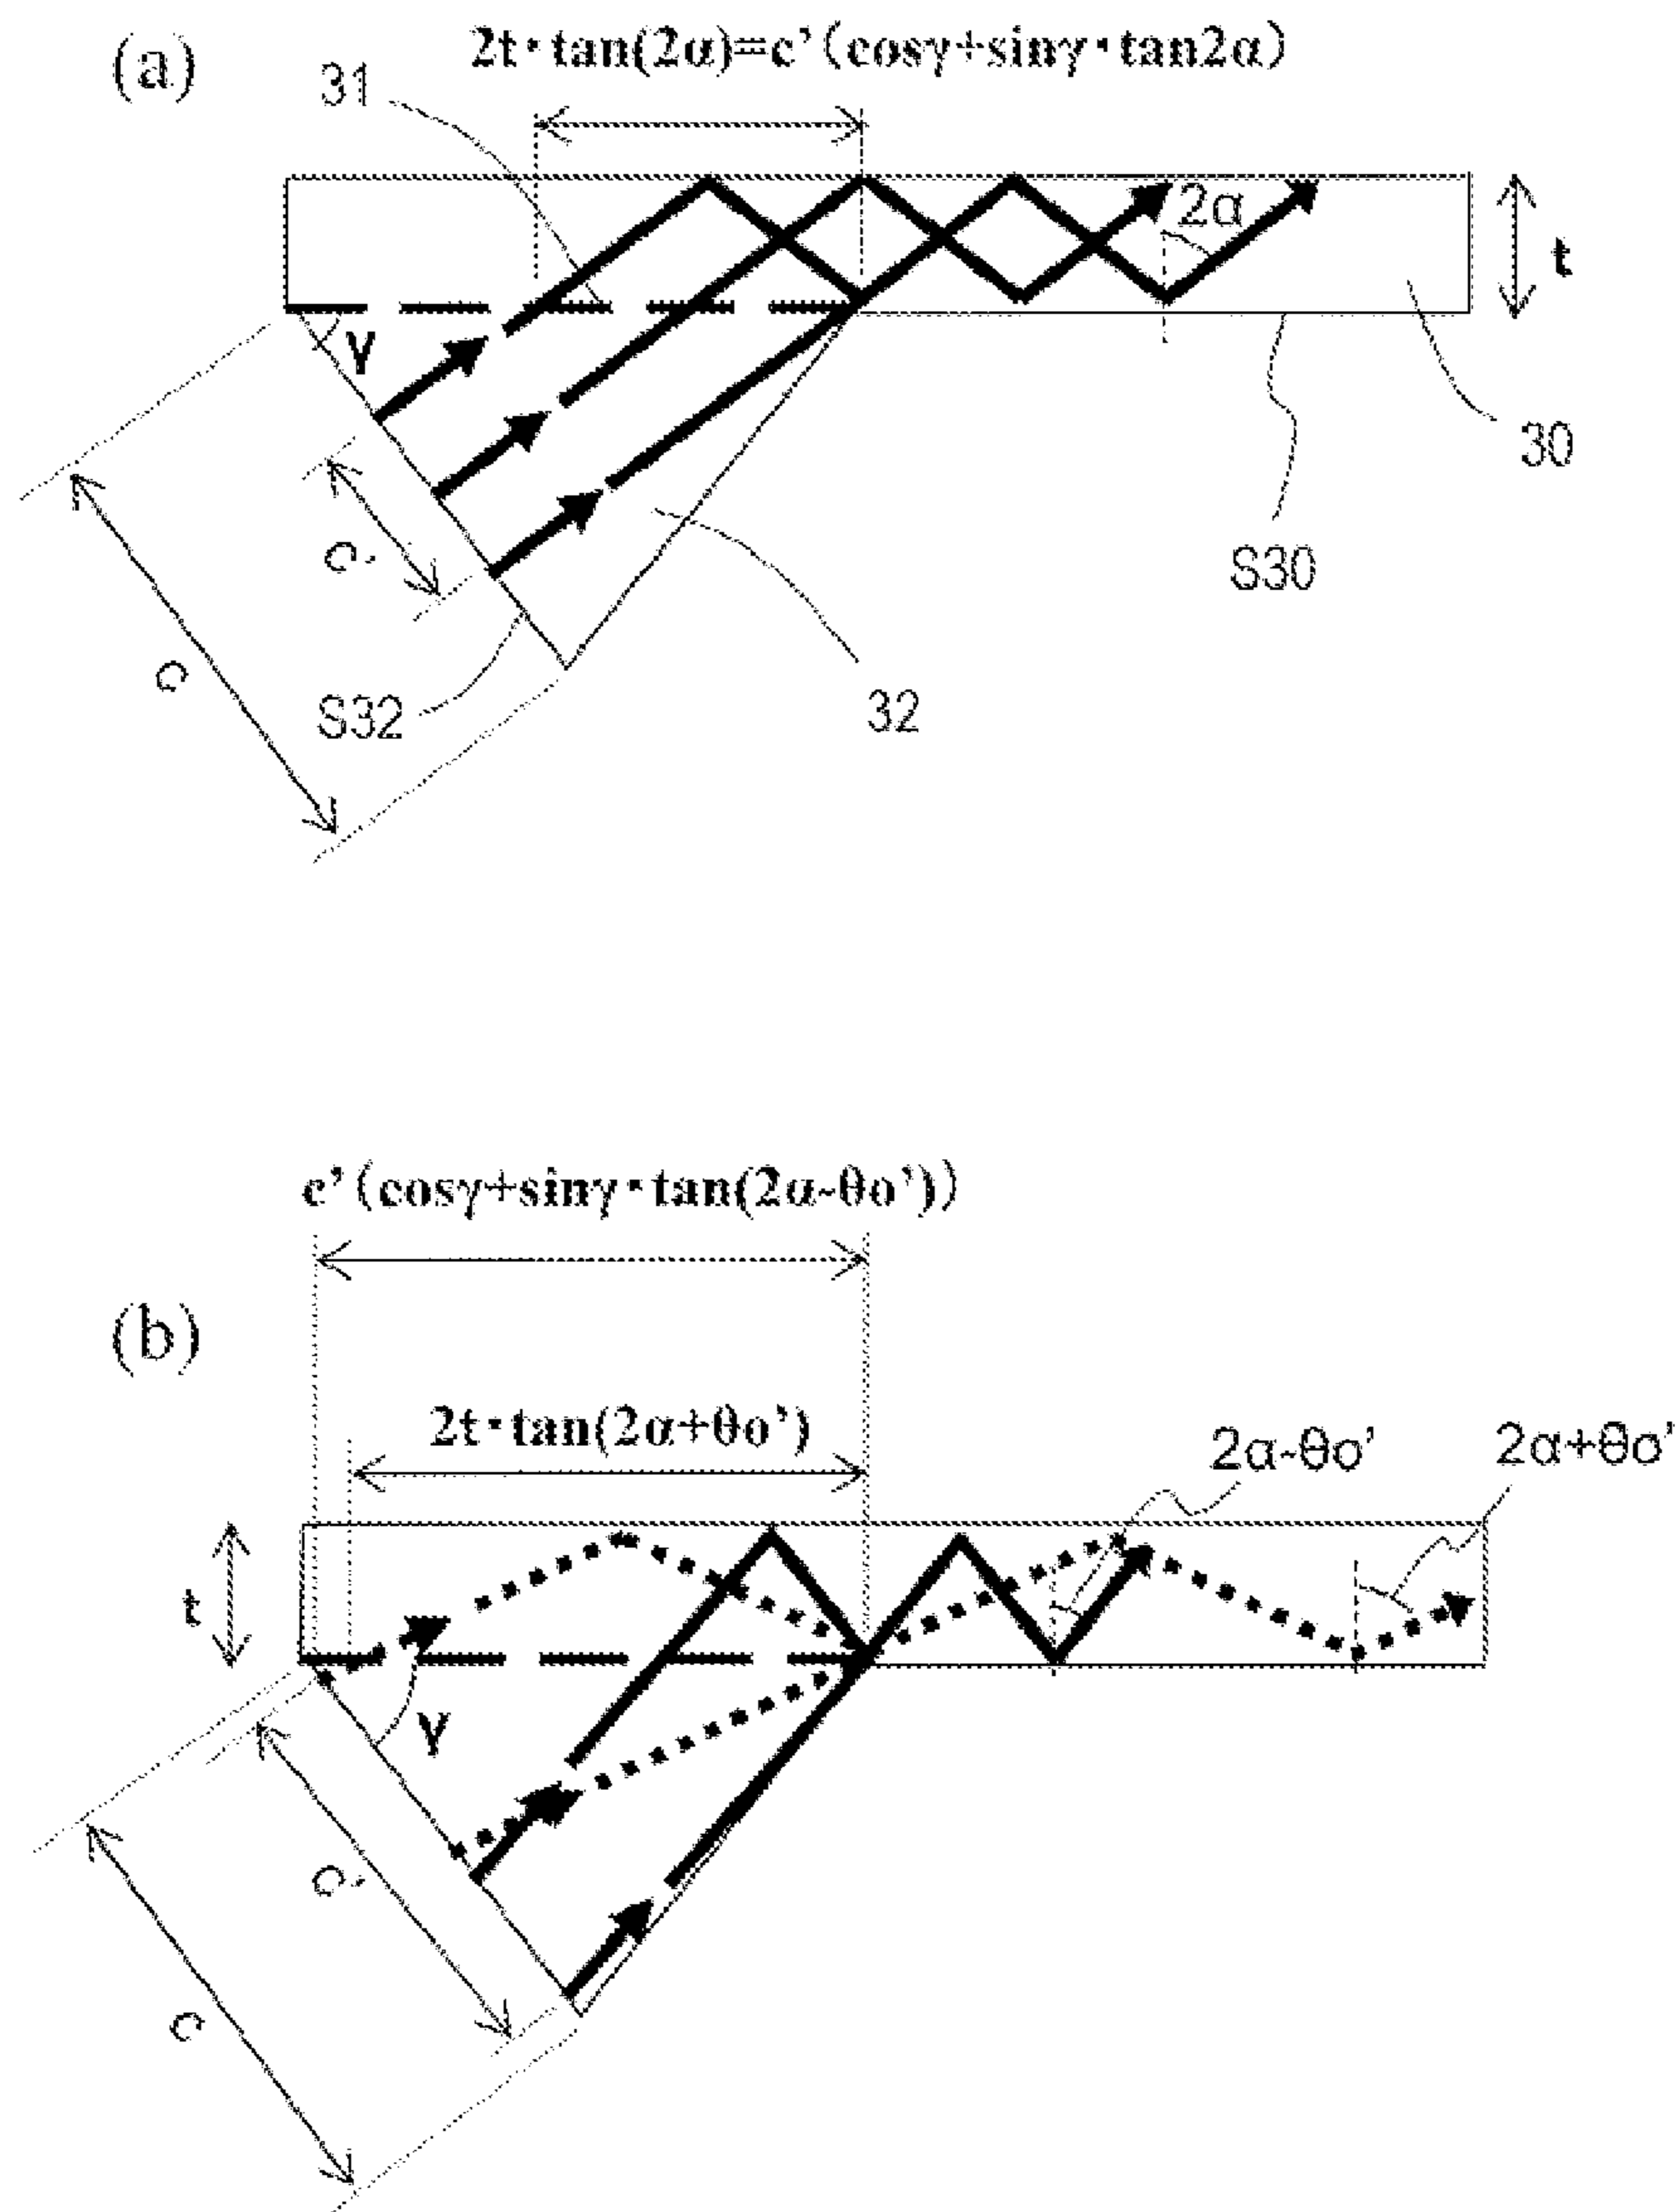 (a)
2t・tan(2α)=c’(cosγ+sinγ・tan2α)
31
2α
t
γ
30
c’
S30
c
S32
32
c’(cosγ+sinγ・tan(2α-θo’))
(b)
2t・tan(2α+θo’)
2α-θo’
2α+θo’
t
γ
c’
c